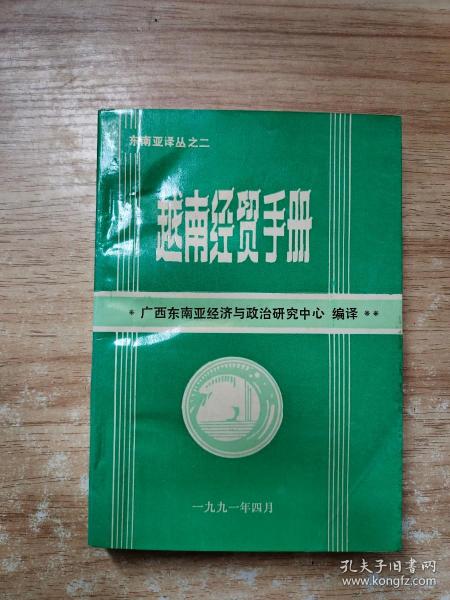 东南亚译丛之二
越南经贸手册
* 广西东南亚经济与政治研究中心 编译 **
一九九一年四月
孔夫子旧书网
www.kongfz.com